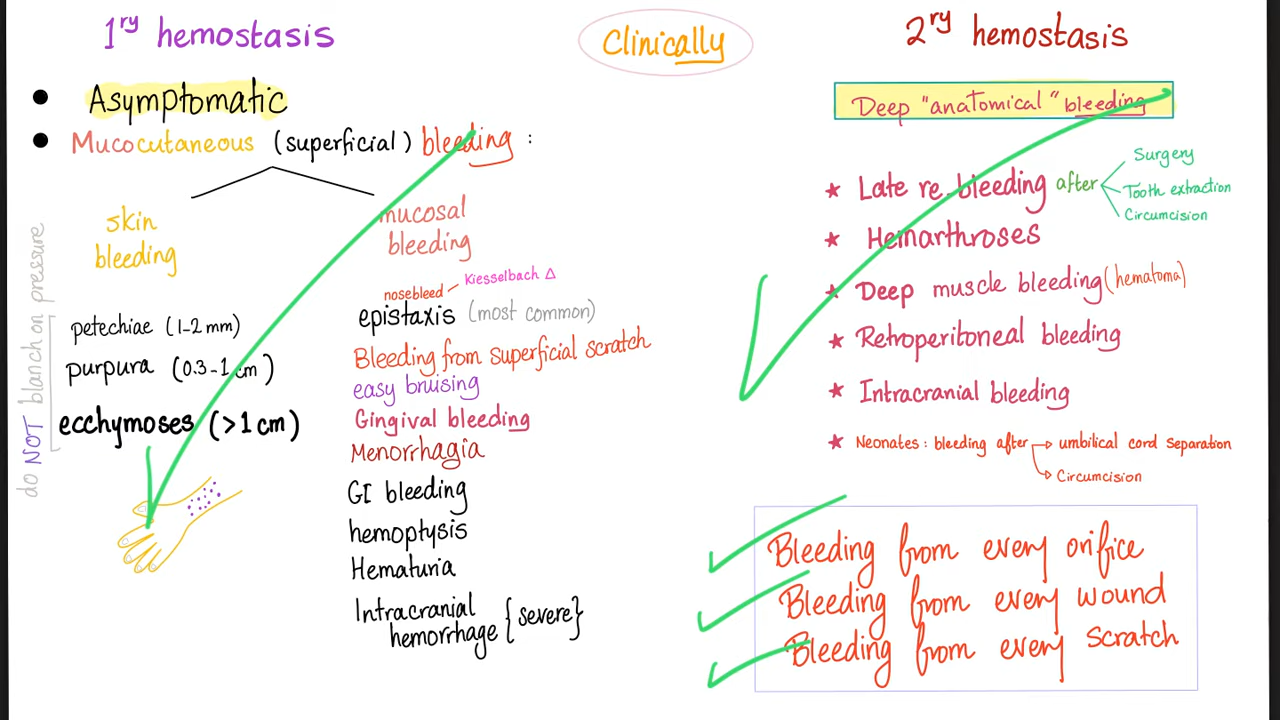 1ry hemostasis
Clinically
2ry hemostasis
• Asymptomatic
• Mucocutaneous (superficial) bleeding :
skin
bleeding
do NOT blanch on pressure
petechiae (1-2 mm)
purpura (0.3-1 cm)
ecchymoses (>1 cm)
mucosal
bleeding
nosebleed – Kiesselbach Δ
epistaxis (most common)
Bleeding from superficial scratch
easy bruising
Gingival bleeding
Menorrhagia
GI bleeding
hemoptysis
Hematuria
Intracranial
hemorrhage {severe}
Deep "anatomical" bleeding
★ Late re-bleeding after
Surgery
Tooth extraction
Circumcision
★ Hemarthroses
★ Deep muscle bleeding (hematoma)
★ Retroperitoneal bleeding
★ Intracranial bleeding
★ Neonates: bleeding after → umbilical cord separation
→ Circumcision
Bleeding from every orifice
Bleeding from every wound
Bleeding from every scratch